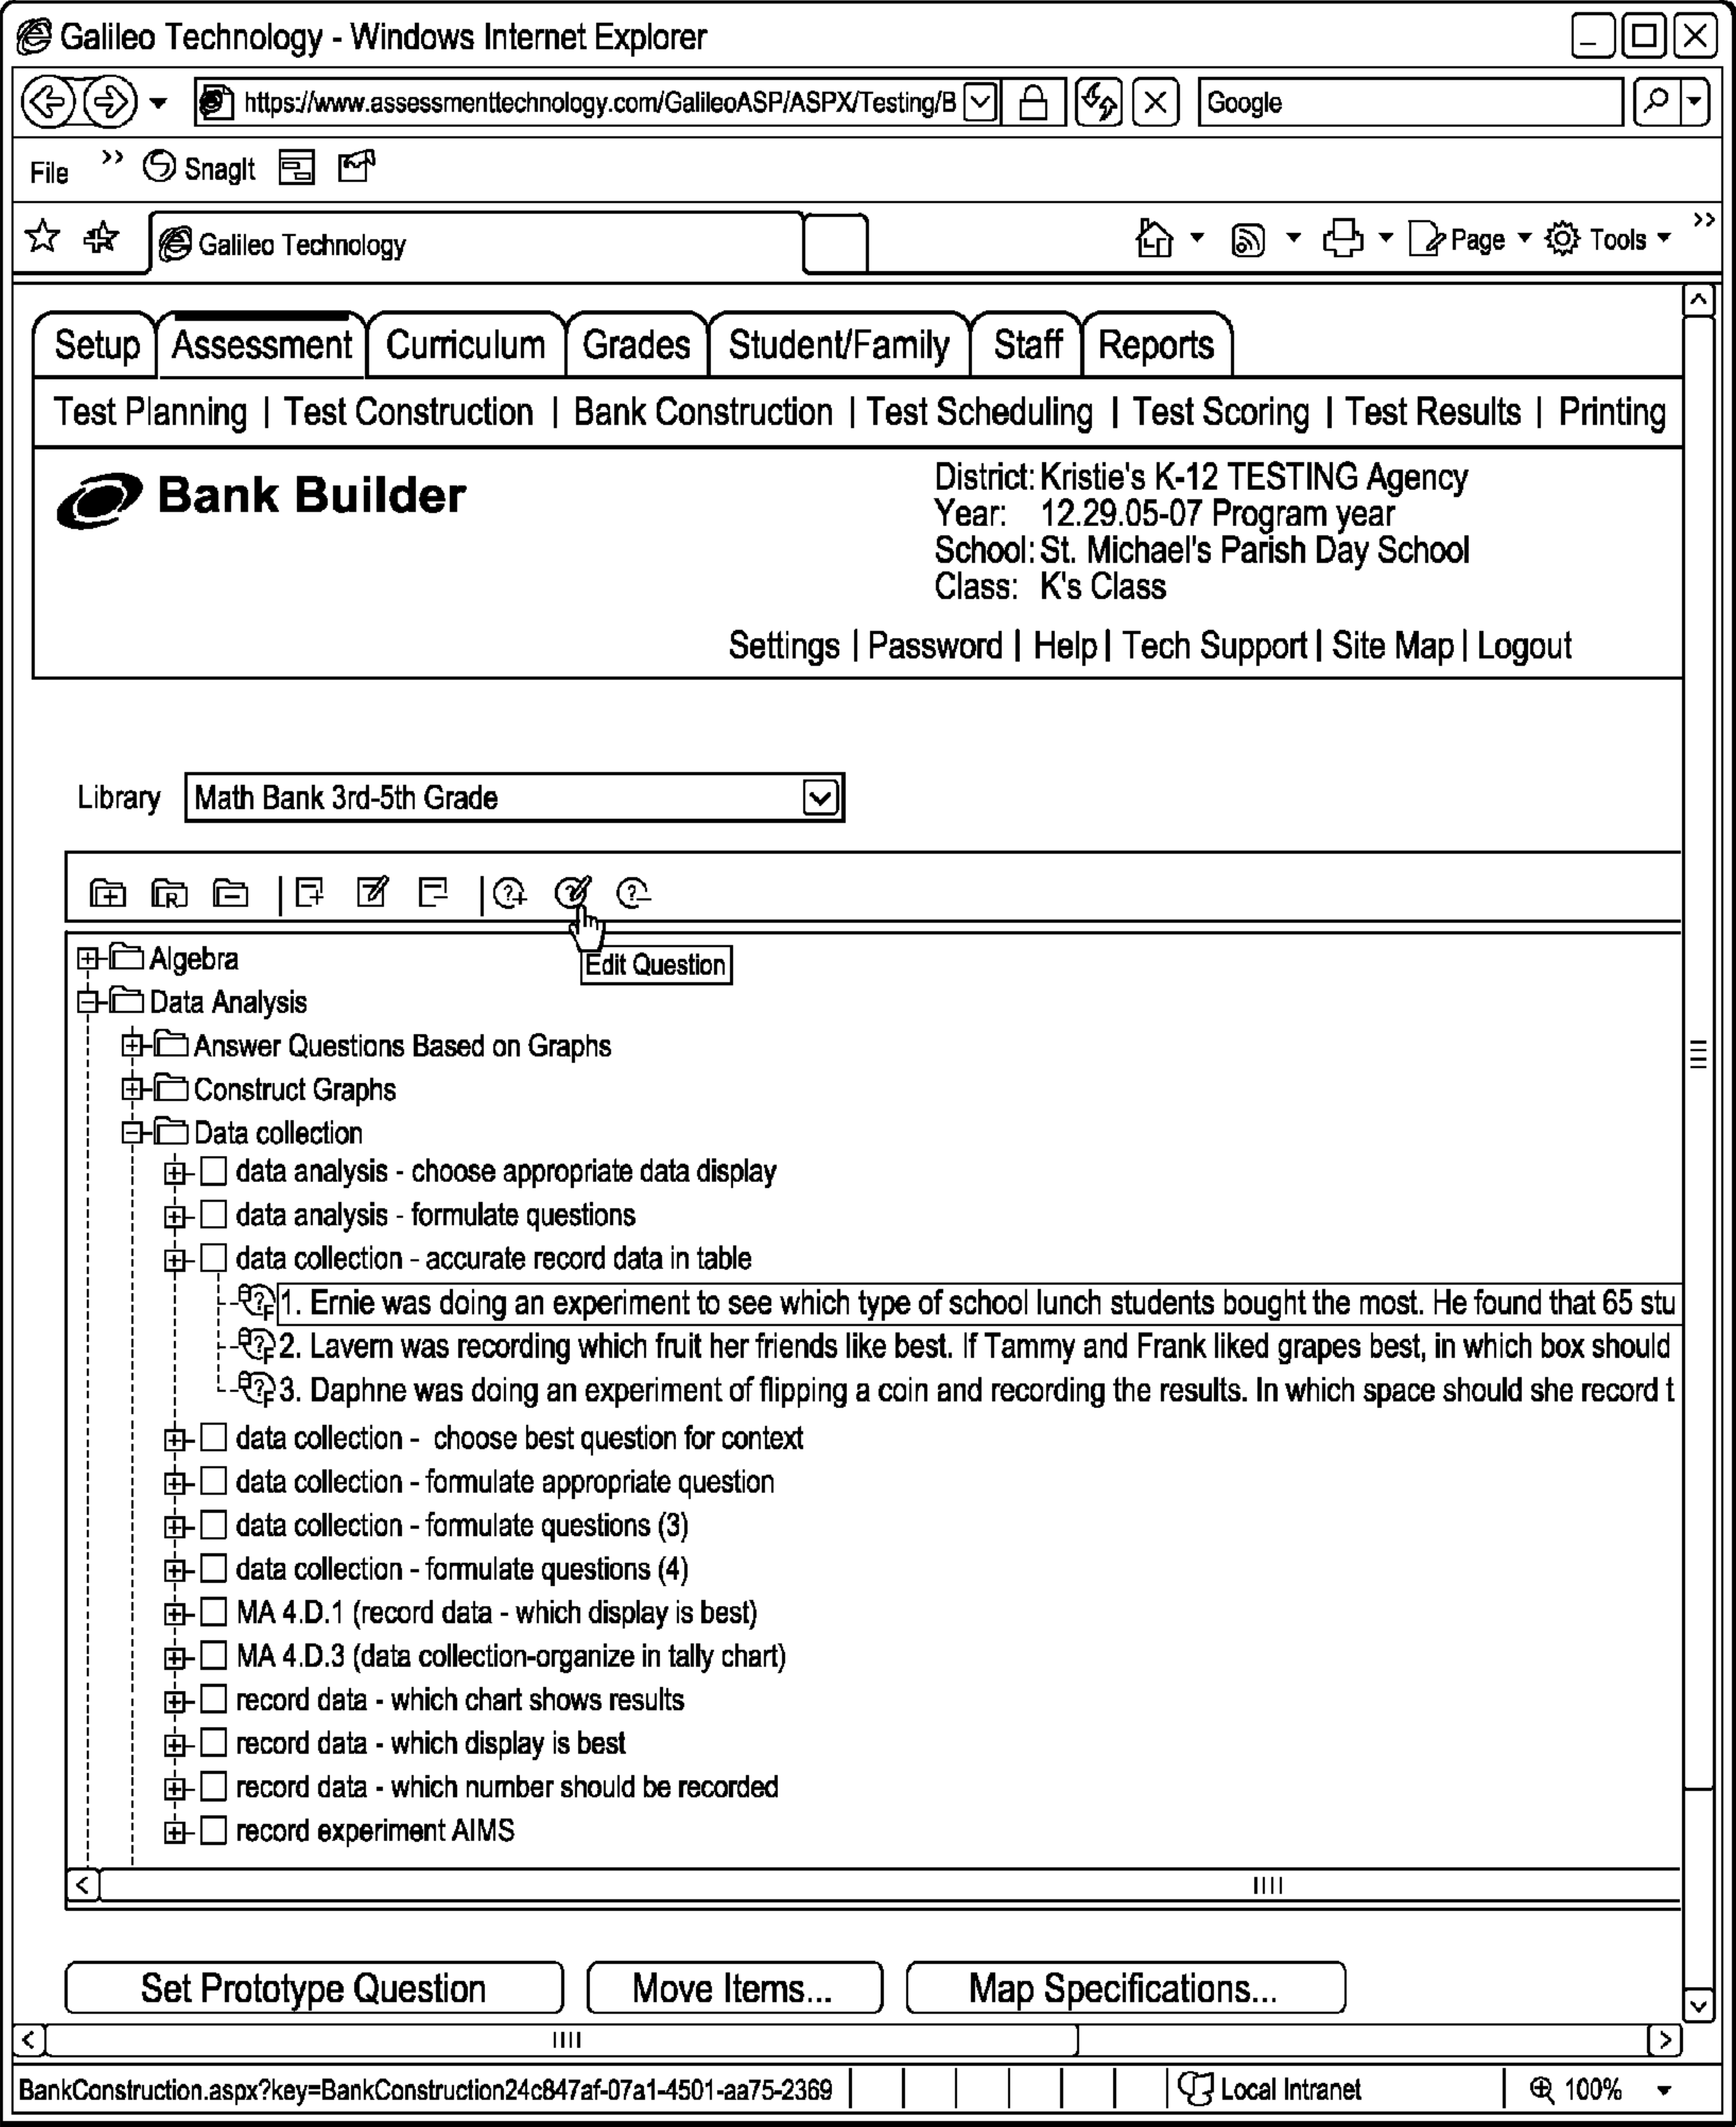 Galileo Technology - Windows Internet Explorer
https://www.assessmenttechnology.com/GalileoASP/ASPX/Testing/B
Google
File >> SnagIt
Galileo Technology
Page Tools >>
Setup Assessment Curriculum Grades Student/Family Staff Reports
Test Planning | Test Construction | Bank Construction | Test Scheduling | Test Scoring | Test Results | Printing
Bank Builder
District: Kristie's K-12 TESTING Agency
Year: 12.29.05-07 Program year
School: St. Michael's Parish Day School
Class: K's Class
Settings | Password | Help | Tech Support | Site Map | Logout
Library Math Bank 3rd-5th Grade
Edit Question
Algebra
Data Analysis
Answer Questions Based on Graphs
Construct Graphs
Data collection
data analysis - choose appropriate data display
data analysis - formulate questions
data collection - accurate record data in table
1. Ernie was doing an experiment to see which type of school lunch students bought the most. He found that 65 stu
2. Lavern was recording which fruit her friends like best. If Tammy and Frank liked grapes best, in which box should
3. Daphne was doing an experiment of flipping a coin and recording the results. In which space should she record t
data collection - choose best question for context
data collection - formulate appropriate question
data collection - formulate questions (3)
data collection - formulate questions (4)
MA 4.D.1 (record data - which display is best)
MA 4.D.3 (data collection-organize in tally chart)
record data - which chart shows results
record data - which display is best
record data - which number should be recorded
record experiment AIMS
Set Prototype Question Move Items... Map Specifications...
BankConstruction.aspx?key=BankConstruction24c847af-07a1-4501-aa75-2369 Local Intranet 100%